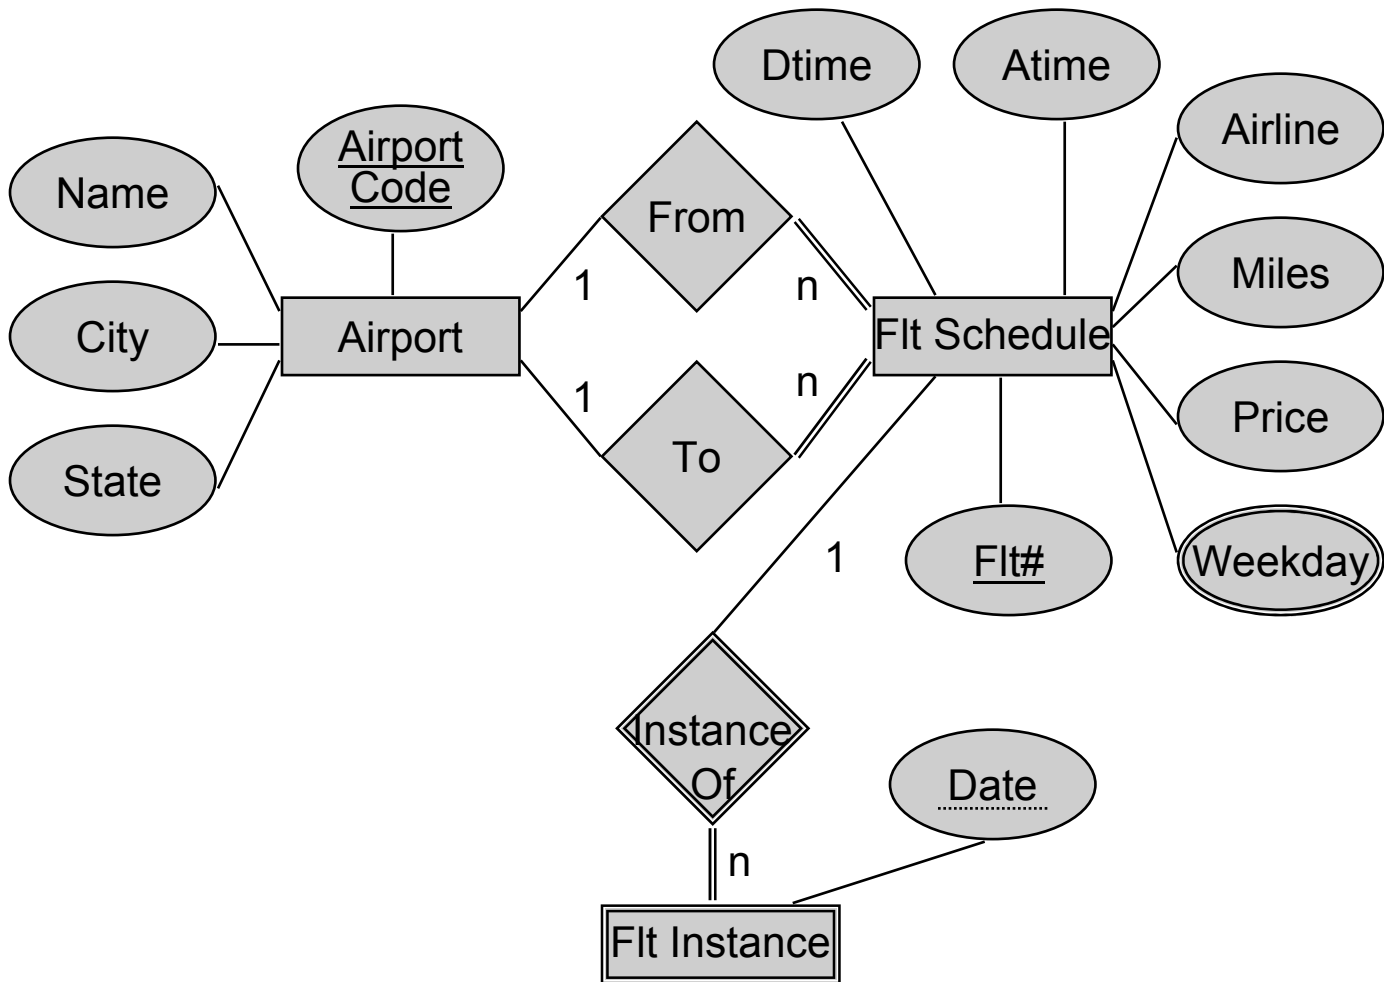 Dtime
Atime
Airline
Airport
Code
Name
From
Miles
1
n
City
Airport
Flt Schedule
1
n
Price
State
To
1
Flt#
Weekday
Instance
Of
Date
n
Flt Instance